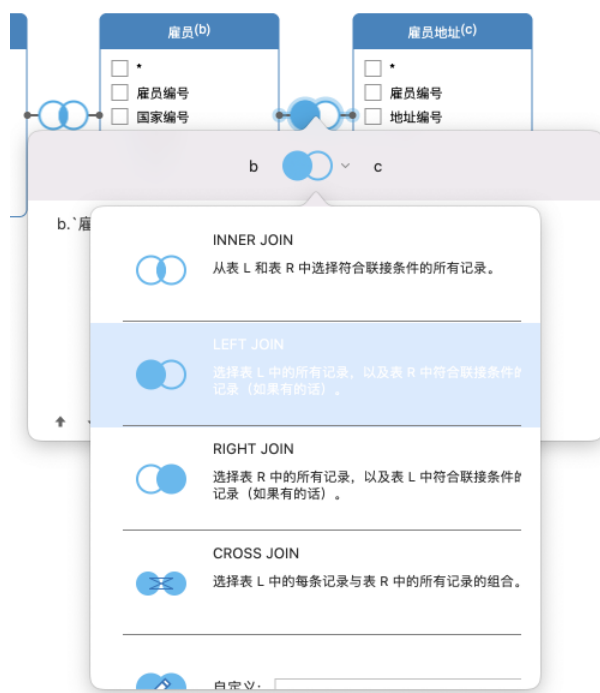 雇员(b)
雇员地址(c)
*
雇员编号
国家编号
*
雇员编号
地址编号
b
c
b.`雇
INNER JOIN
从表 L 和表 R 中选择符合联接条件的所有记录。
LEFT JOIN
选择表 L 中的所有记录，以及表 R 中符合联接条件的
记录（如果有的话）。
RIGHT JOIN
选择表 R 中的所有记录，以及表 L 中符合联接条件的
记录（如果有的话）。
CROSS JOIN
选择表 L 中的每条记录与表 R 中的所有记录的组合。
自定义: